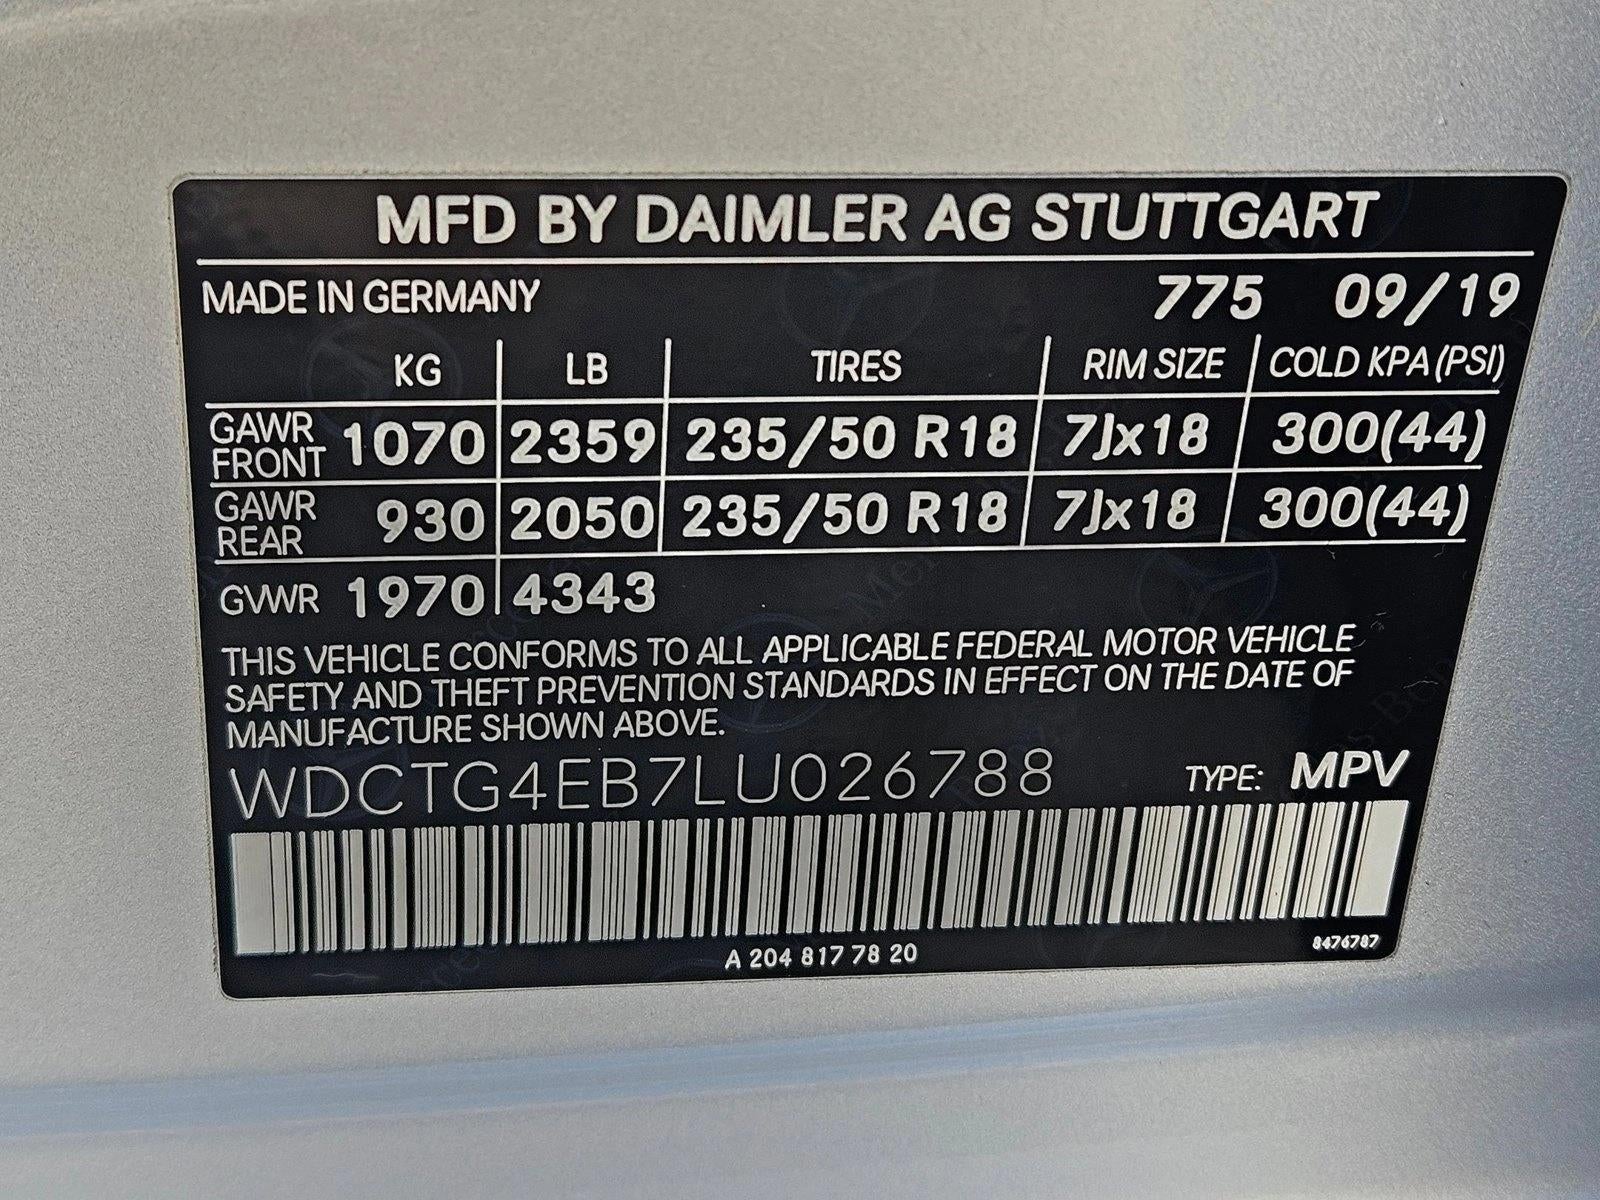 MFD BY DAIMLER AG STUTTGART
MADE IN GERMANY 775 09/19
KG LB TIRES RIM SIZE COLD KPA (PSI)
GAWR FRONT 1070 2359 235/50 R18 7Jx18 300(44)
GAWR REAR 930 2050 235/50 R18 7Jx18 300(44)
GVWR 1970 4343
THIS VEHICLE CONFORMS TO ALL APPLICABLE FEDERAL MOTOR VEHICLE
SAFETY AND THEFT PREVENTION STANDARDS IN EFFECT ON THE DATE OF
MANUFACTURE SHOWN ABOVE.
WDCTG4EB7LU026788 TYPE: MPV
A 204 817 78 20 8476787